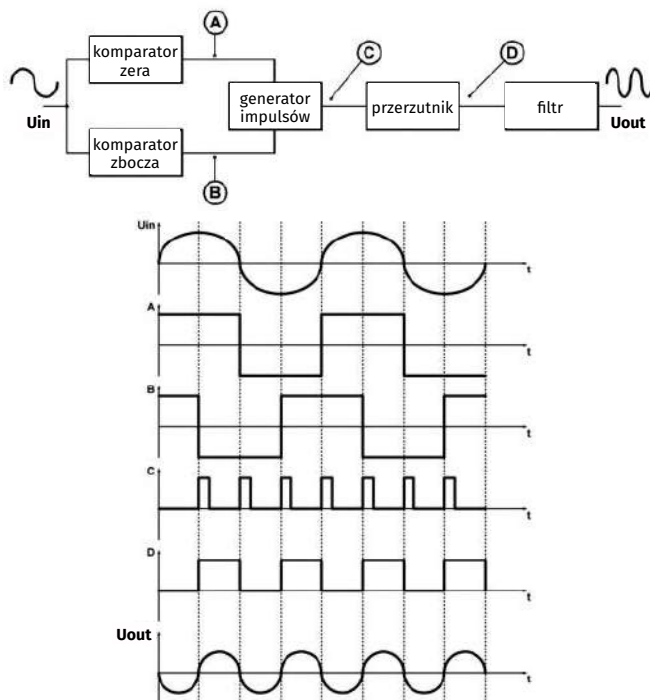 komparator
zera
A
C
D
Uin
generator
impulsów
przerzutnik
filtr
Uout
komparator
zbocza
B
Uin
t
A
t
B
t
C
t
D
t
Uout
t